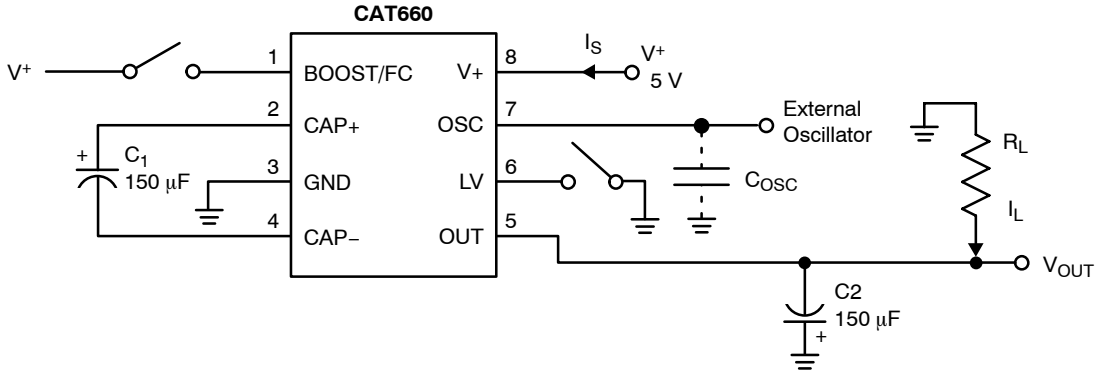 CAT660
V+
1
BOOST/FC
2
CAP+
+
C1
150 μF
3
GND
4
CAP−
V+
8
IS
V+
5 V
OSC
7
External
Oscillator
LV
6
COSC
OUT
5
RL
IL
VOUT
C2
150 μF
+